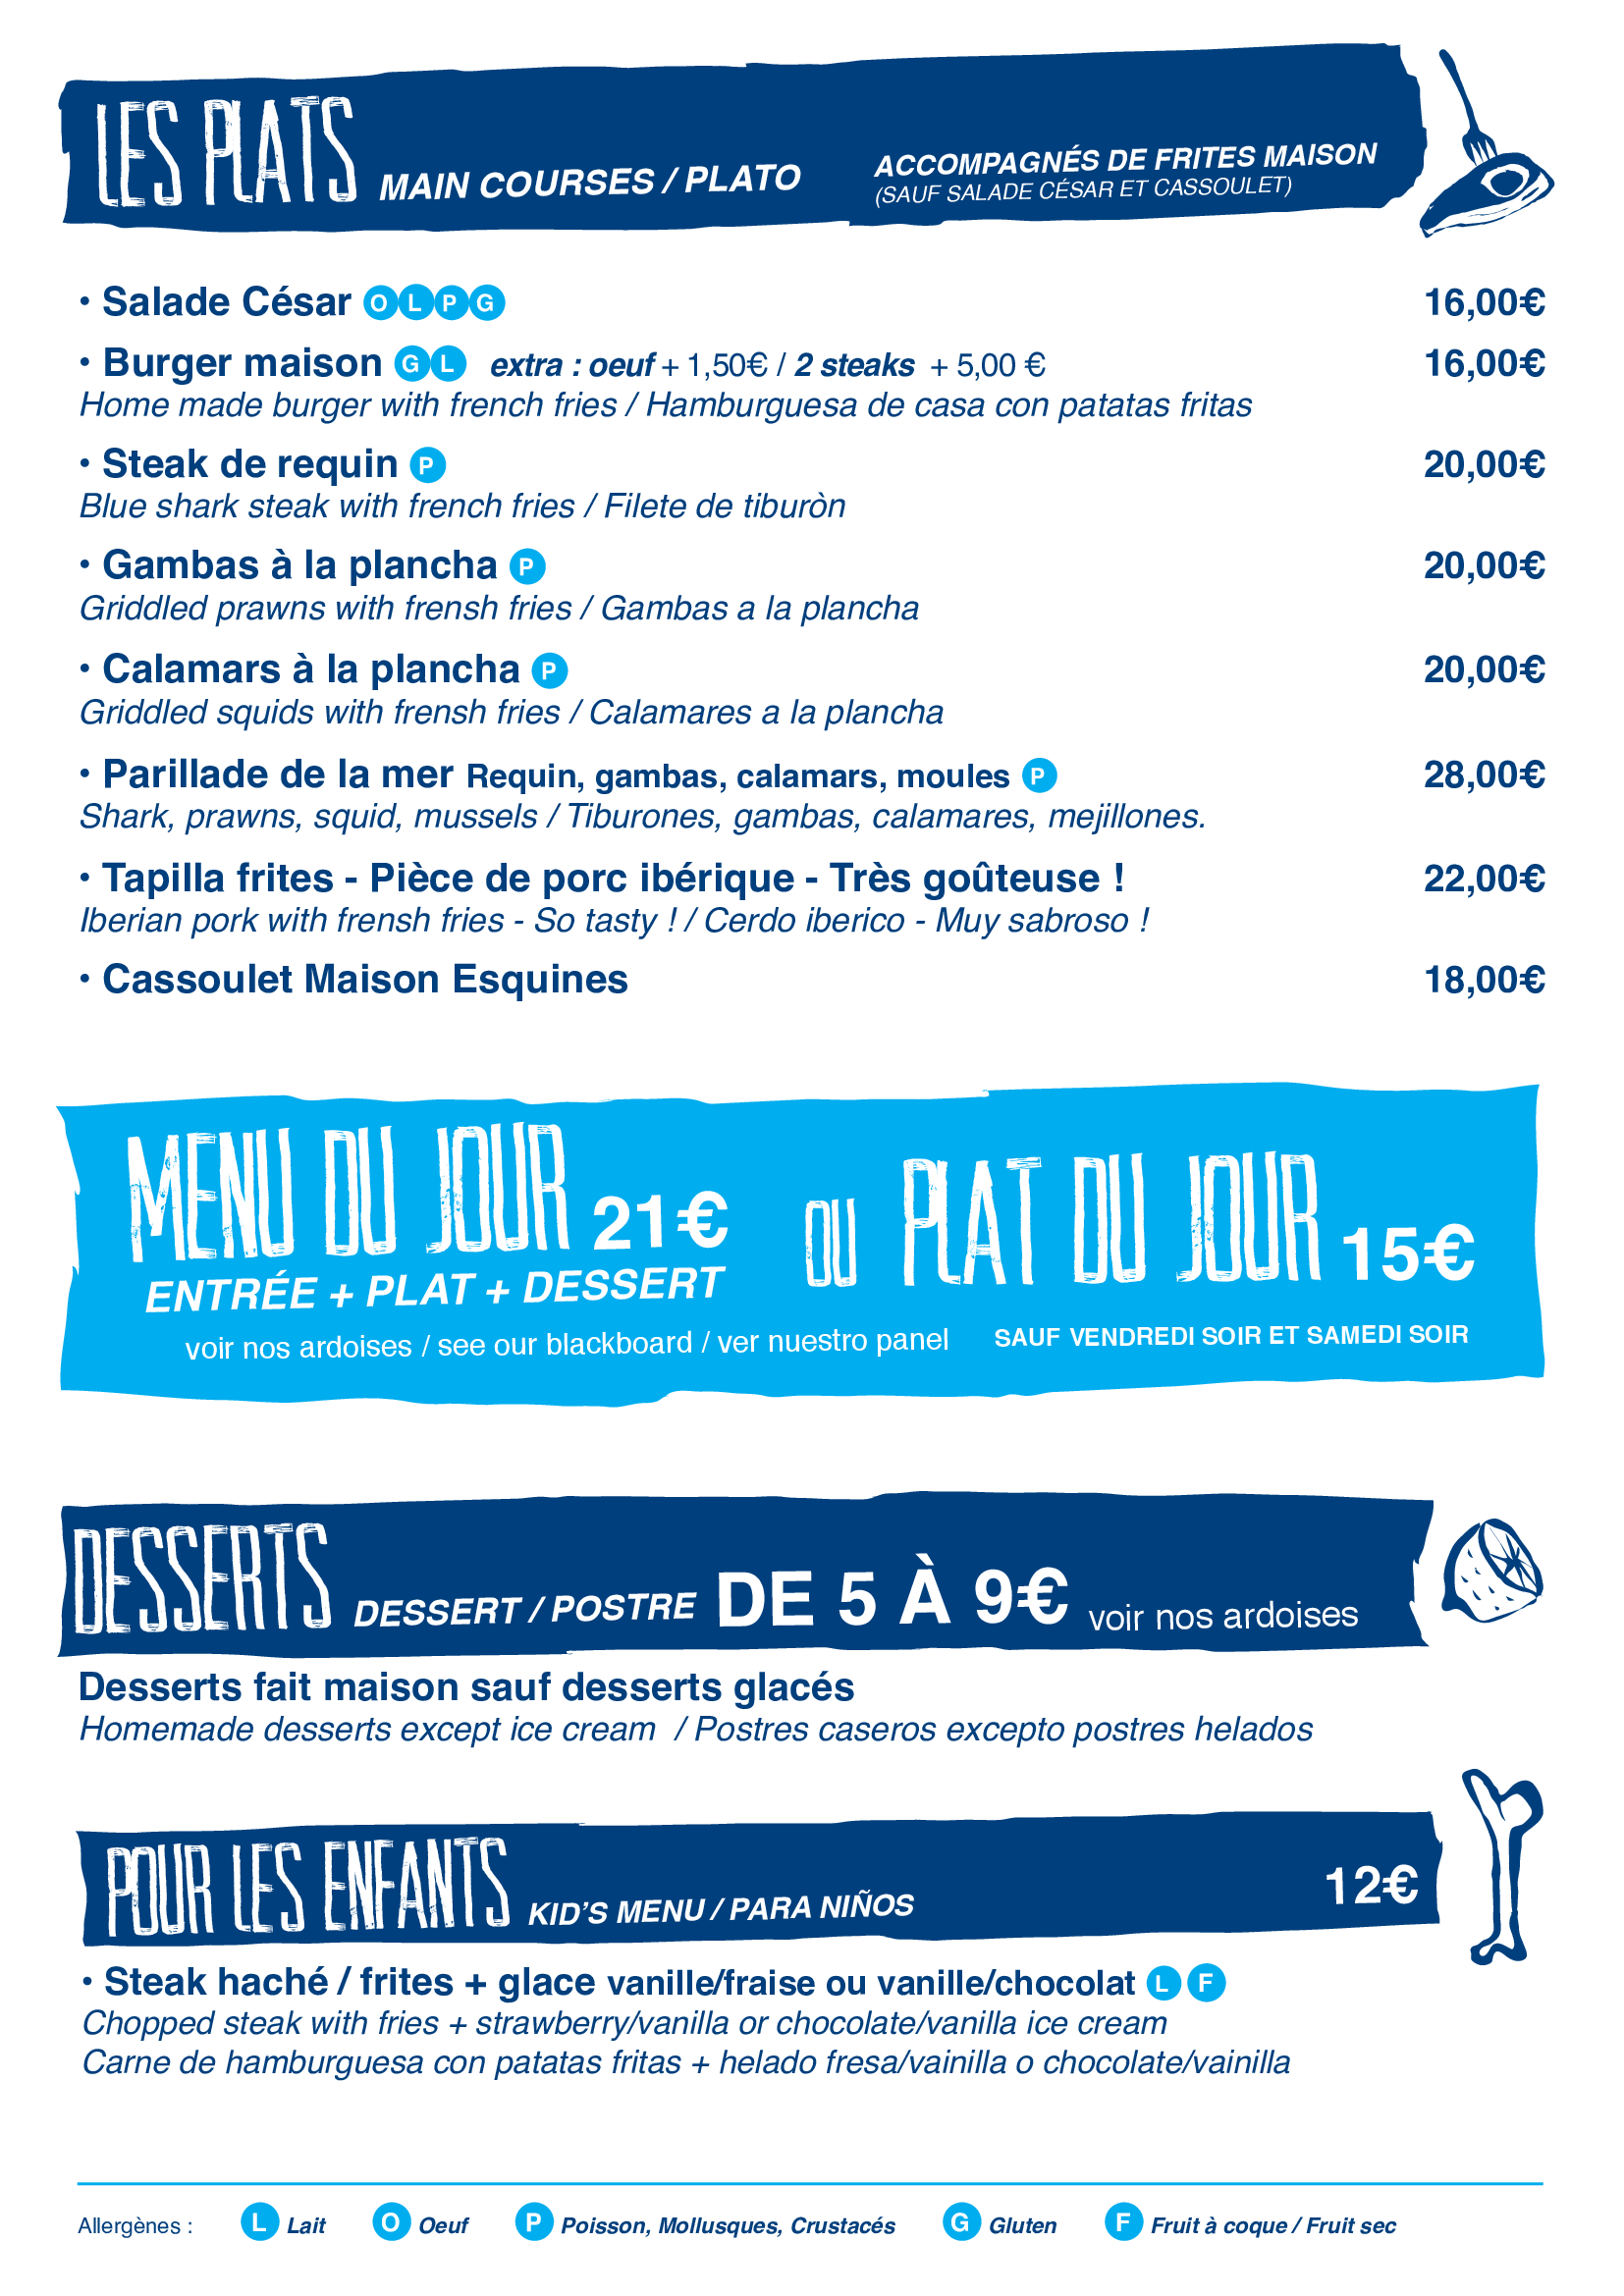 LES PLATS MAIN COURSES / PLATO ACCOMPAGNÉS DE FRITES MAISON
(SAUF SALADE CÉSAR ET CASSOULET)
• Salade César O L P G 16,00€
• Burger maison G L extra : oeuf + 1,50€ / 2 steaks + 5,00 € 16,00€
Home made burger with french fries / Hamburguesa de casa con patatas fritas
• Steak de requin P 20,00€
Blue shark steak with french fries / Filete de tiburòn
• Gambas à la plancha P 20,00€
Griddled prawns with frensh fries / Gambas a la plancha
• Calamars à la plancha P 20,00€
Griddled squids with frensh fries / Calamares a la plancha
• Parillade de la mer Requin, gambas, calamars, moules P 28,00€
Shark, prawns, squid, mussels / Tiburones, gambas, calamares, mejillones.
• Tapilla frites - Pièce de porc ibérique - Très goûteuse ! 22,00€
Iberian pork with frensh fries - So tasty ! / Cerdo iberico - Muy sabroso !
• Cassoulet Maison Esquines 18,00€
MENU DU JOUR 21€ OU PLAT DU JOUR 15€
ENTRÉE + PLAT + DESSERT
voir nos ardoises / see our blackboard / ver nuestro panel SAUF VENDREDI SOIR ET SAMEDI SOIR
DESSERTS DESSERT / POSTRE DE 5 À 9€ voir nos ardoises
Desserts fait maison sauf desserts glacés
Homemade desserts except ice cream / Postres caseros excepto postres helados
POUR LES ENFANTS KID'S MENU / PARA NIÑOS 12€
• Steak haché / frites + glace vanille/fraise ou vanille/chocolat L F
Chopped steak with fries + strawberry/vanilla or chocolate/vanilla ice cream
Carne de hamburguesa con patatas fritas + helado fresa/vainilla o chocolate/vainilla
Allergènes : L Lait O Oeuf P Poisson, Mollusques, Crustacés G Gluten F Fruit à coque / Fruit sec